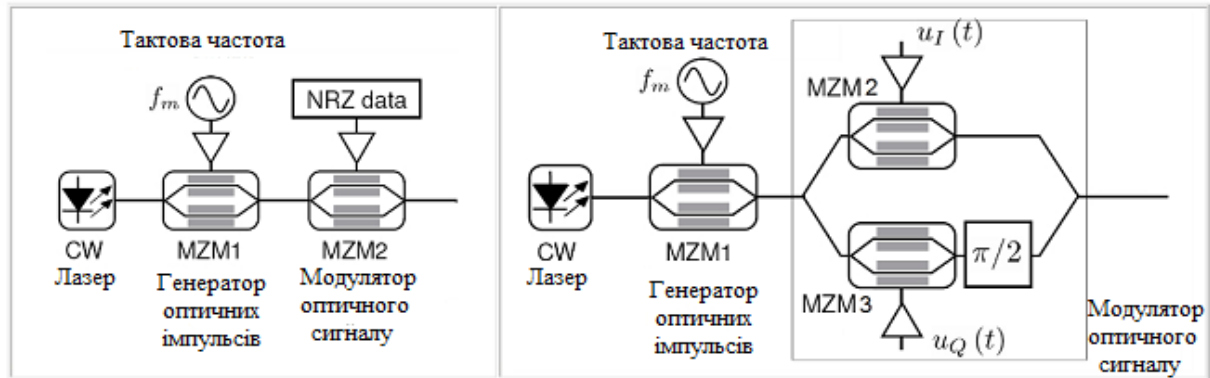 Тактова частота
f_m
NRZ data
CW
Лазер
MZM1
Генератор
оптичних
імпульсів
MZM2
Модулятор
оптичного
сигналу
Тактова частота
f_m
u_I (t)
MZM2
CW
Лазер
MZM1
Генератор
оптичних
імпульсів
π/2
MZM3
u_Q (t)
Модулятор
оптичного
сигналу